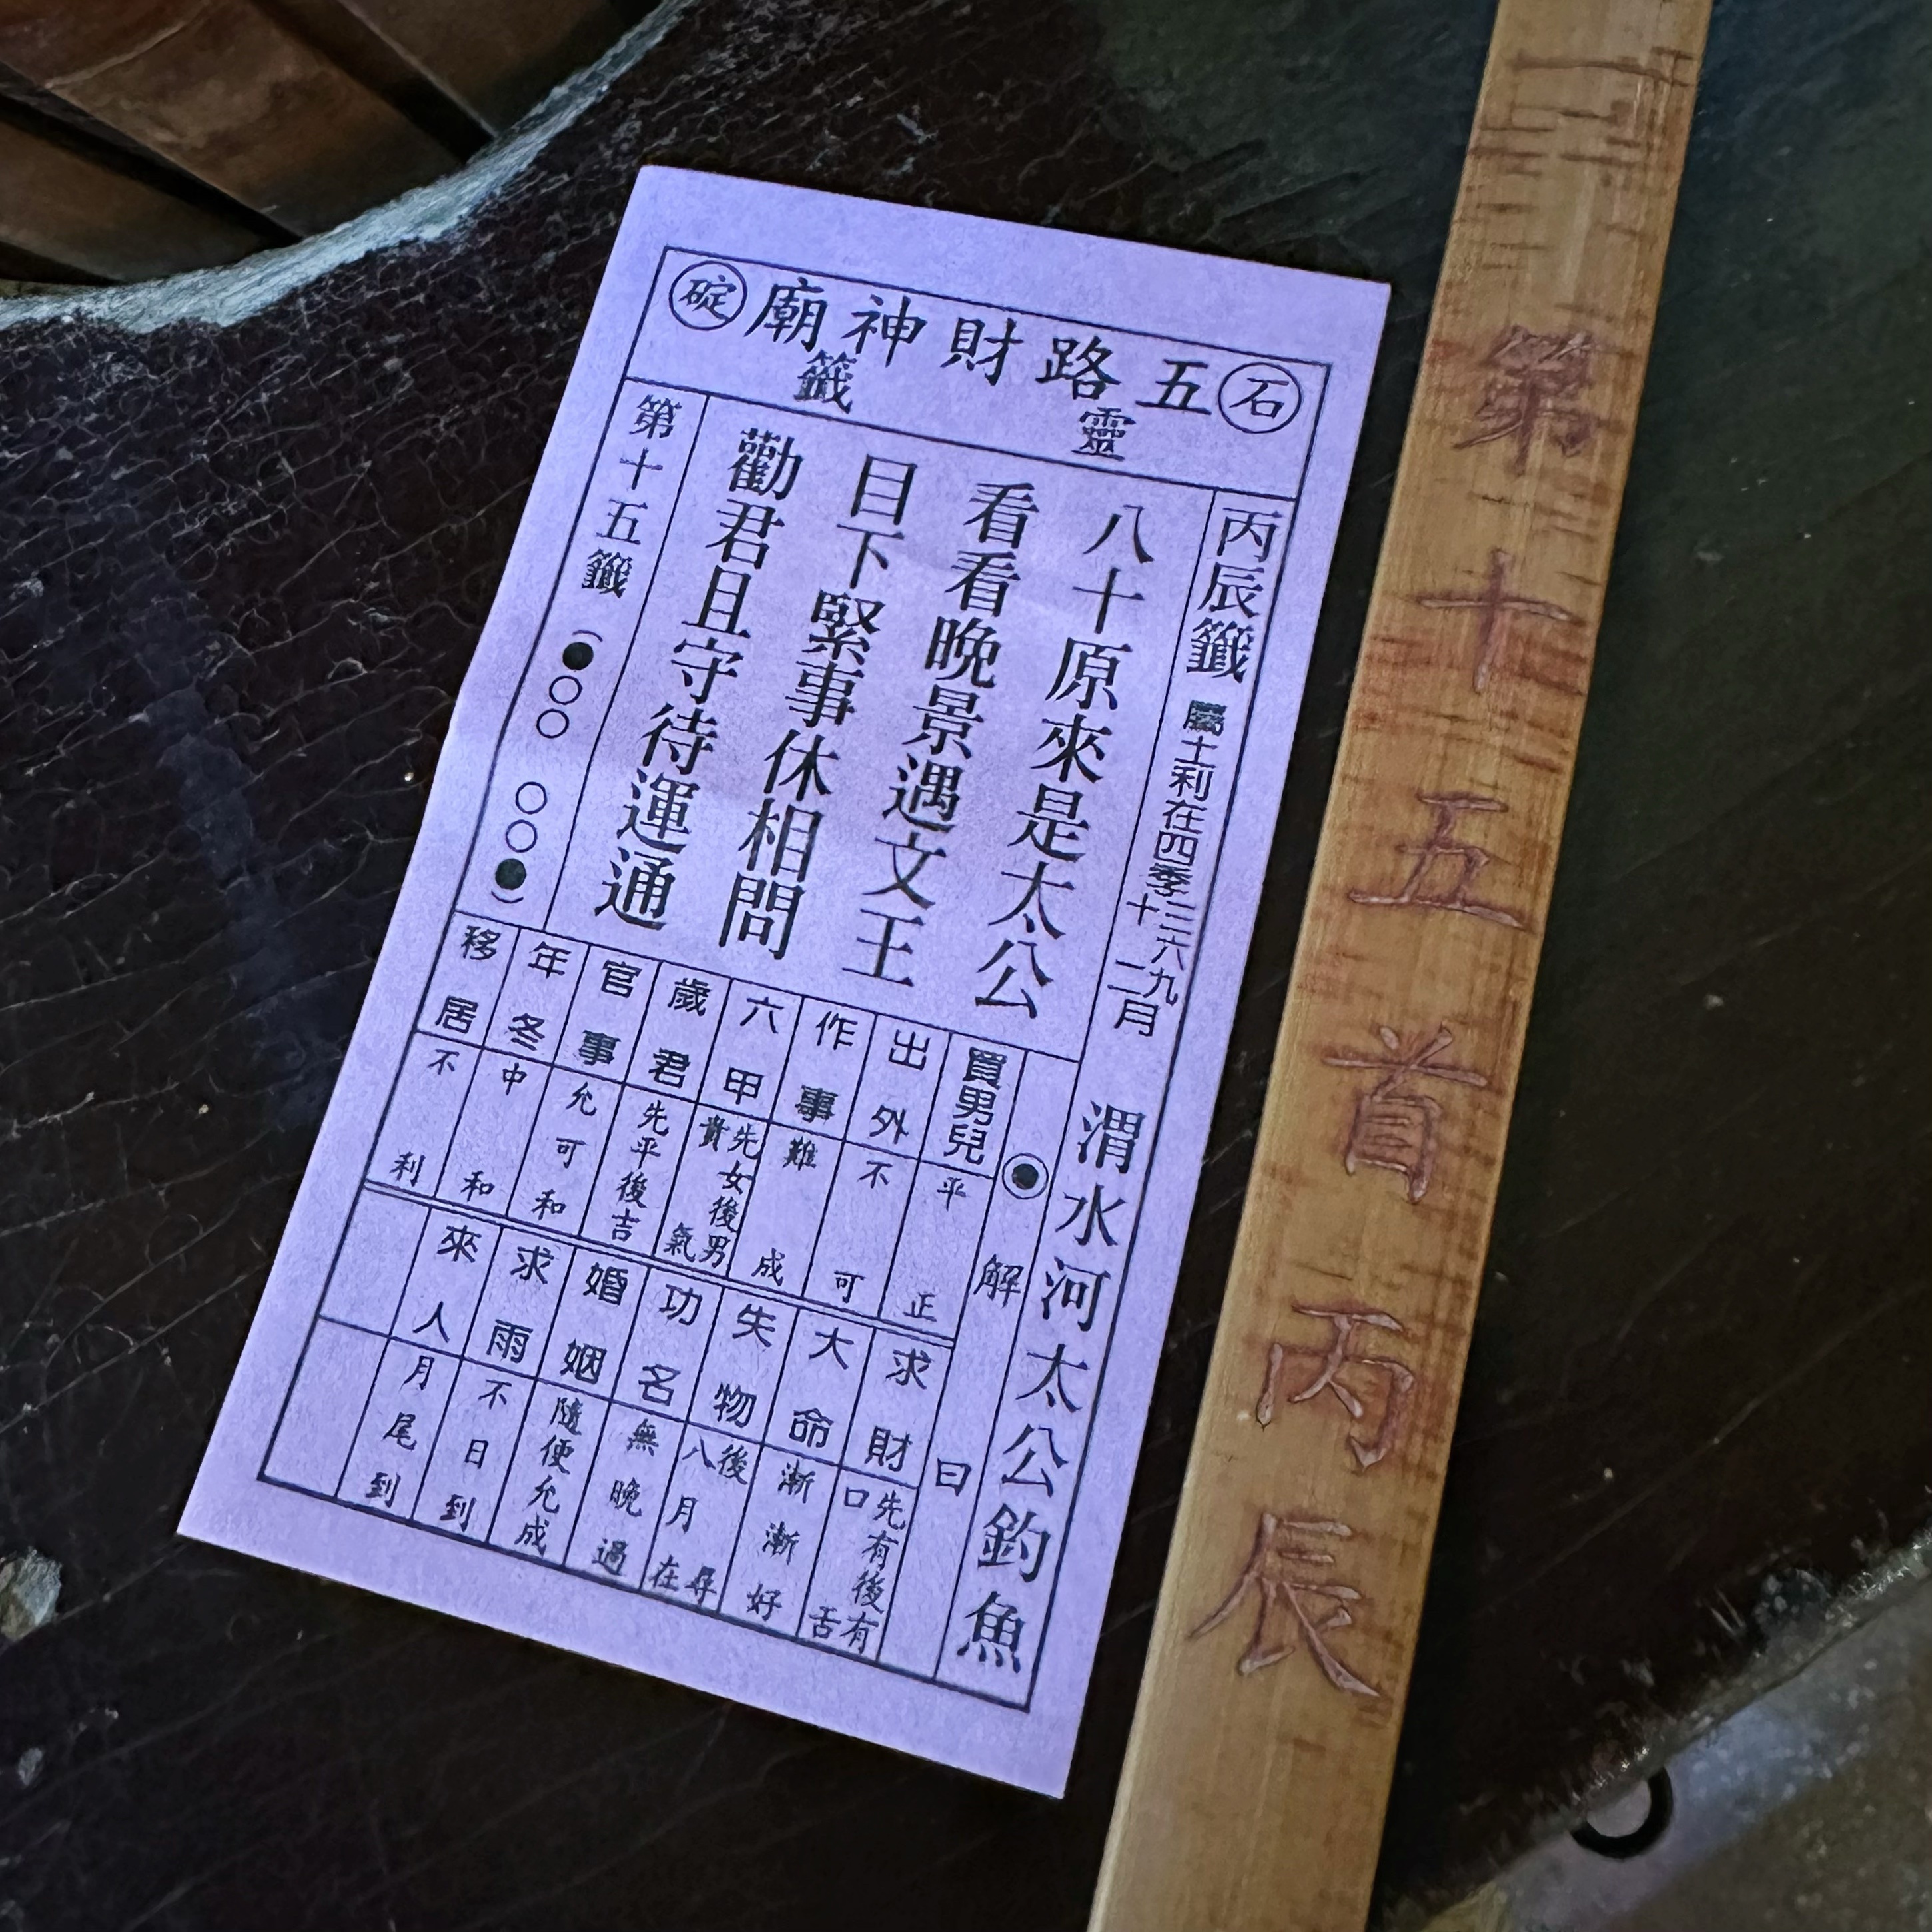 石碇五路財神廟
靈籤
丙辰籤 屬土利在四季三六九十二月
八十原來是太公
看看晚景遇文王
目下緊事休相問
勸君且守待運通
第十五籤(●○○ ○○●)
渭水河太公釣魚
解曰
買男兒 平正
出外 不可
作事 難成
六甲 先女後男貴氣
歲君 先平後吉
官事 允可和
年冬 中和
移居 不利
求財 先有後有口舌
大命 漸漸好
失物 後八月尋在
功名 無晚過
婚姻 隨便允成
求雨 不日到
來人 月尾到
一
第十五首丙辰